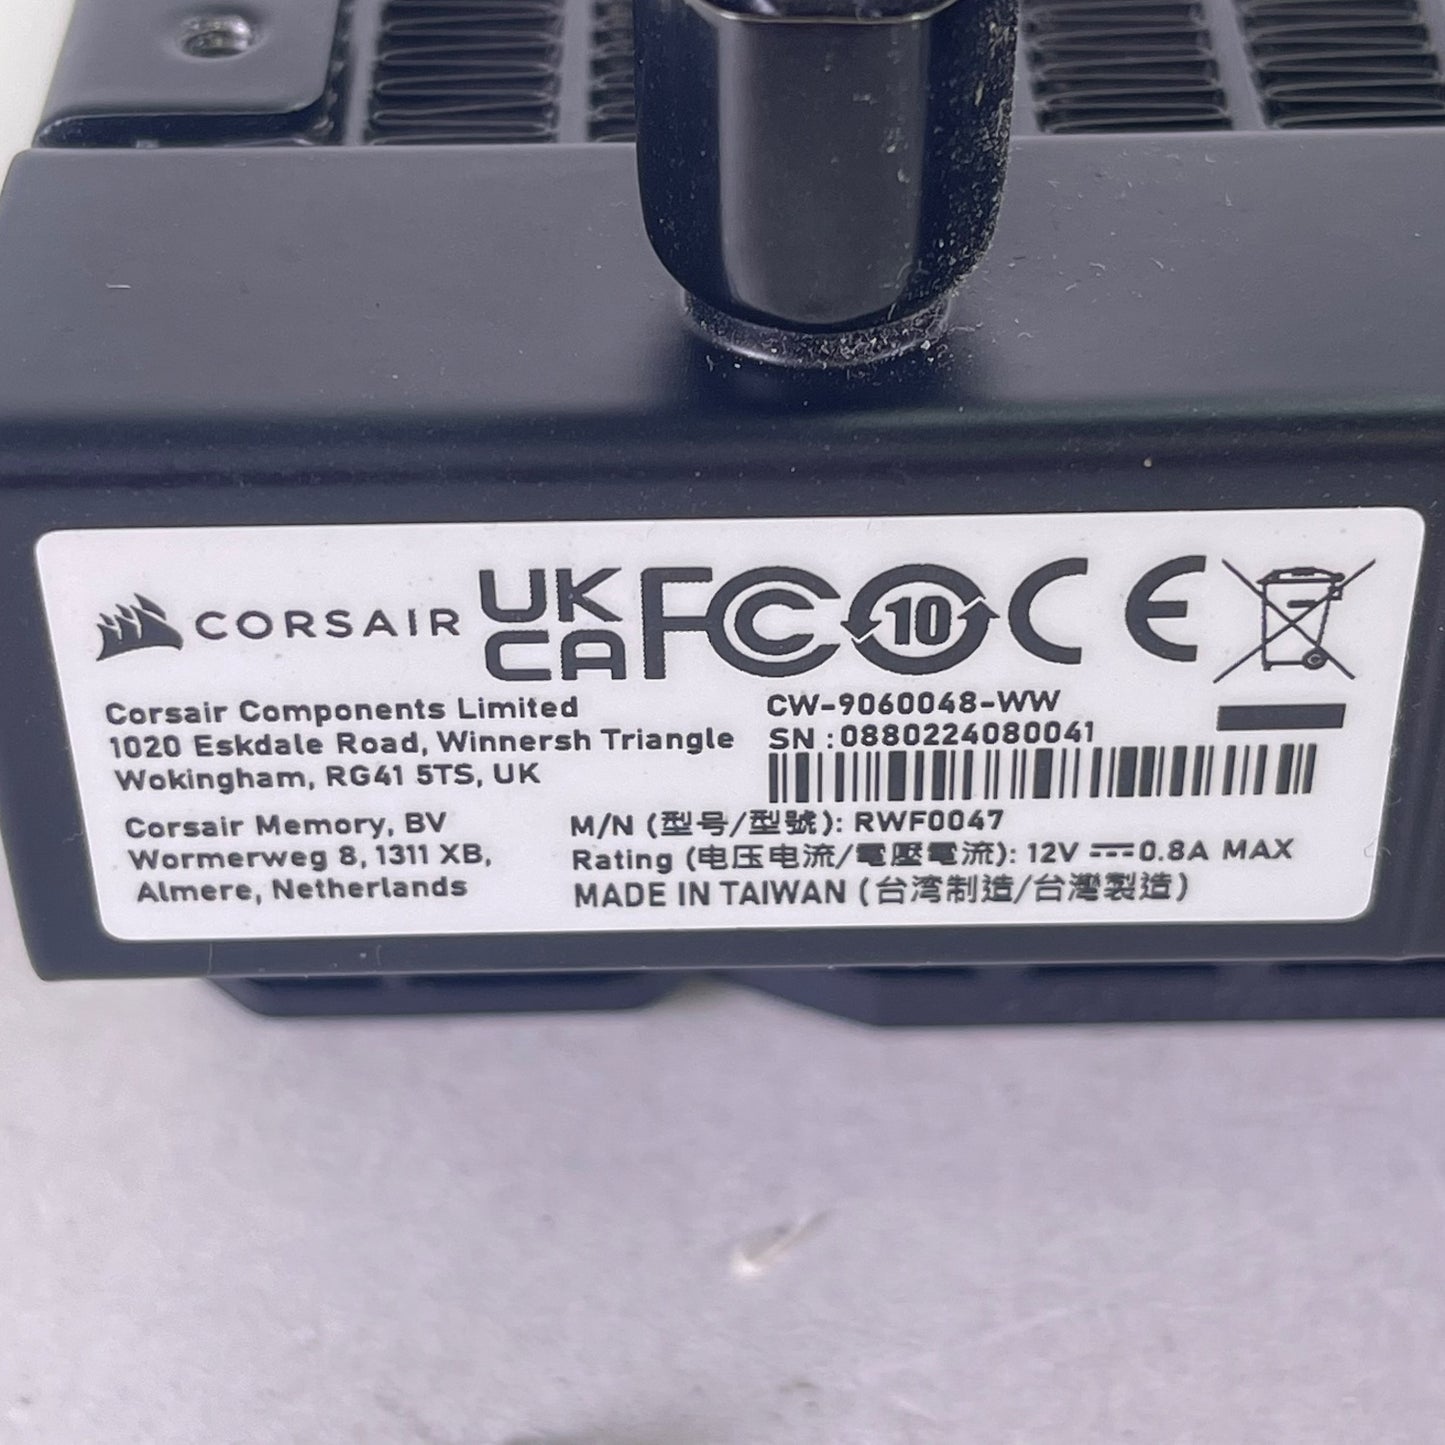 CORSAIR
UK
CA
FC
10
CE
Corsair Components Limited
1020 Eskdale Road, Winnersh Triangle
Wokingham, RG41 5TS, UK
CW-9060048-WW
SN :0880224080041
Corsair Memory, BV
Wormerweg 8, 1311 XB,
Almere, Netherlands
M/N (型号/型號): RWF0047
Rating (电压电流/電壓電流): 12V ⎓0.8A MAX
MADE IN TAIWAN (台湾制造/台灣製造)